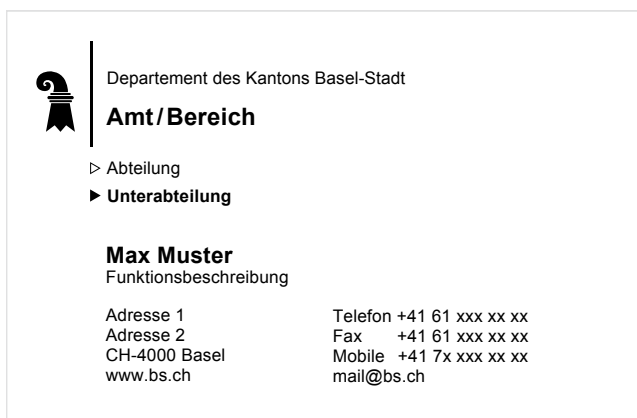 Departement des Kantons Basel-Stadt
Amt/Bereich
▷ Abteilung
▶ Unterabteilung
Max Muster
Funktionsbeschreibung
Adresse 1
Adresse 2
CH-4000 Basel
www.bs.ch
Telefon +41 61 xxx xx xx
Fax +41 61 xxx xx xx
Mobile +41 7x xxx xx xx
mail@bs.ch